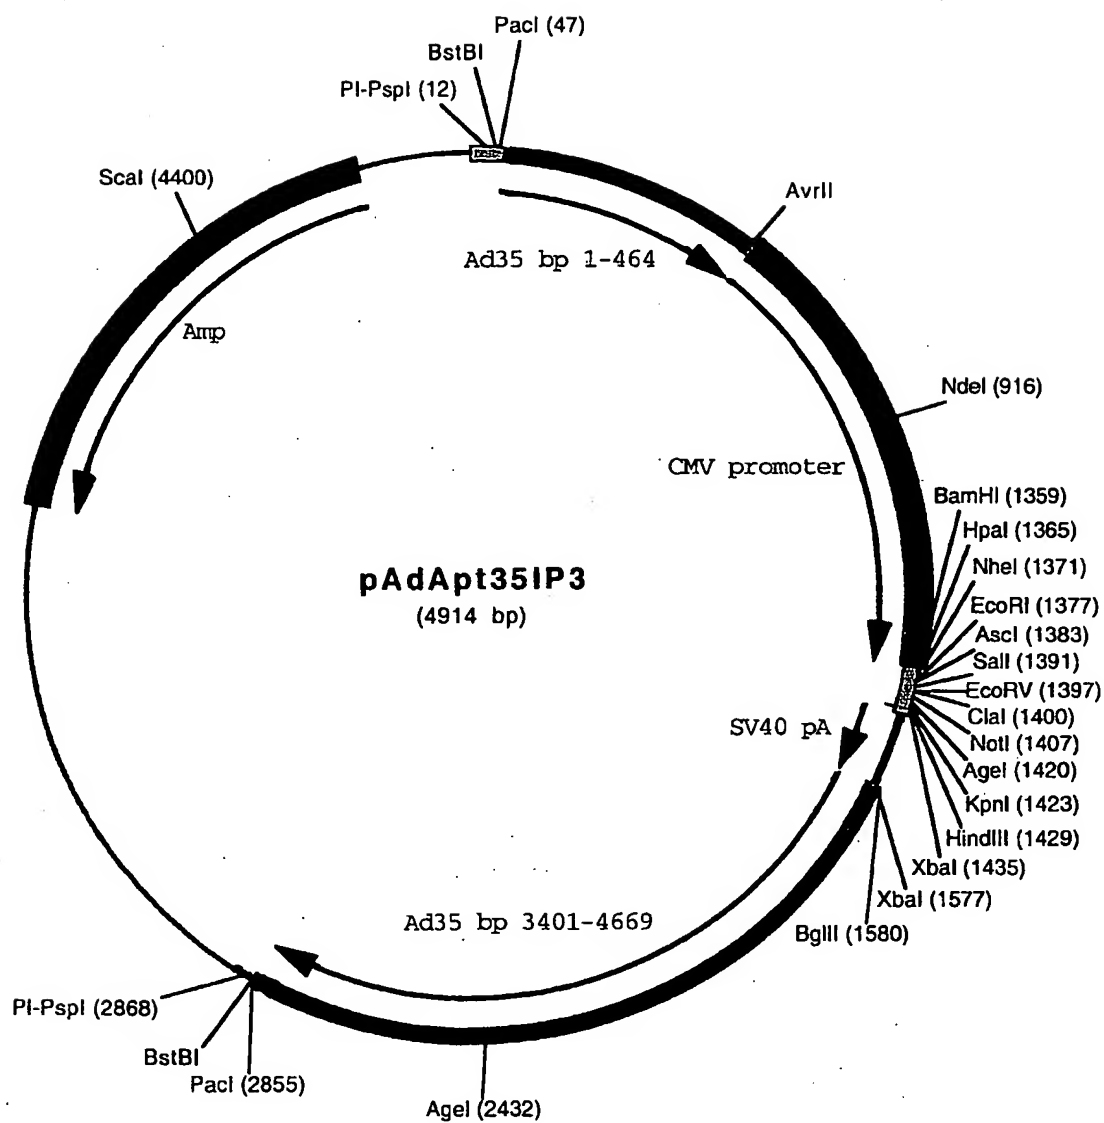 PacI (47)
BstBI
PI-PspI (12)
ScaI (4400)
AvrII
Ad35 bp 1-464
Amp
NdeI (916)
CMV promoter
BamHI (1359)
HpaI (1365)
NheI (1371)
pAdApt35IP3
(4914 bp)
EcoRI (1377)
AscI (1383)
SalI (1391)
EcoRV (1397)
ClaI (1400)
SV40 pA
NotI (1407)
AgeI (1420)
KpnI (1423)
HindIII (1429)
XbaI (1435)
XbaI (1577)
Ad35 bp 3401-4669
BglII (1580)
PI-PspI (2868)
BstBI
PacI (2855)
AgeI (2432)